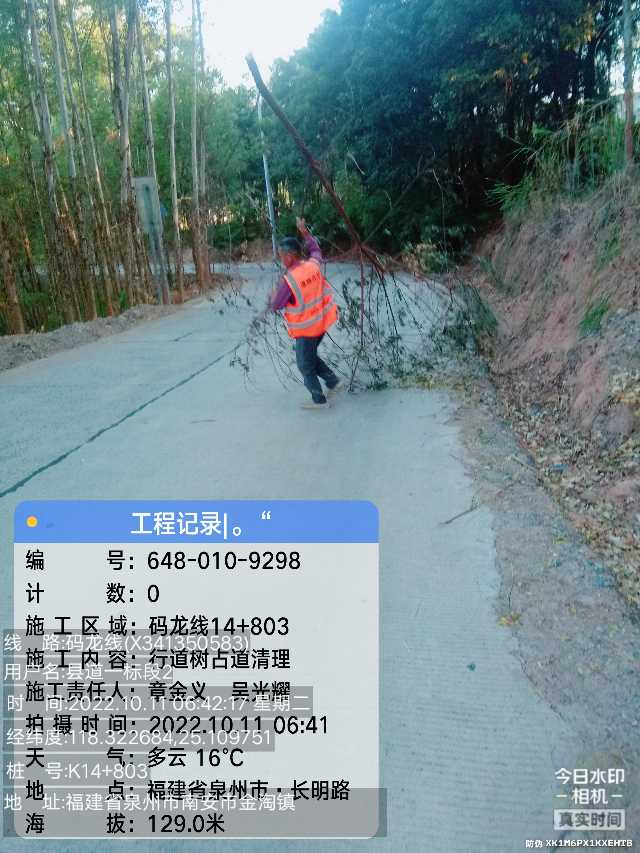 工程记录|。“
编号：648-010-9298
计数：0
施工区域：码龙线14+803
线 路:码龙线(X341350583)
施工内容：行道树占道清理
用户名:县道一标段2
施工责任人：章金义 吴光耀
时 间:2022.10.11 06:42:17 星期二
拍摄时间：2022.10.11 06:41
经纬度:118.322684,25.109751
天气：多云 16℃
桩 号:K14+803
地点：福建省泉州市·长明路
地 址:福建省泉州市南安市金淘镇
海拔：129.0米
今日水印
-相机-
真实时间
防伪 XK1M6PX1KXEHTB